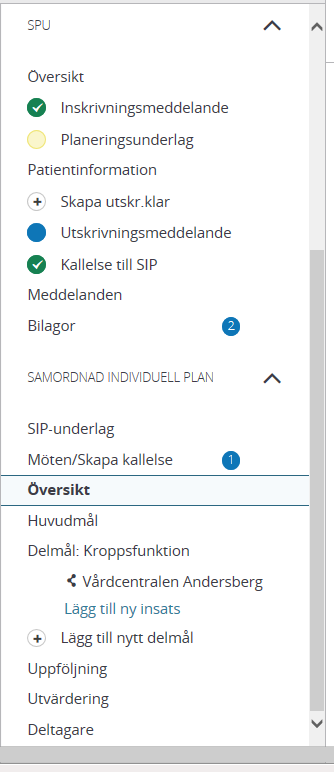 SPU
Översikt
Inskrivningsmeddelande
Planeringsunderlag
Patientinformation
Skapa utskr.klar
Utskrivningsmeddelande
Kallelse till SIP
Meddelanden
Bilagor 2
SAMORDNAD INDIVIDUELL PLAN
SIP-underlag
Möten/Skapa kallelse 1
Översikt
Huvudmål
Delmål: Kroppsfunktion
Vårdcentralen Andersberg
Lägg till ny insats
Lägg till nytt delmål
Uppföljning
Utvärdering
Deltagare